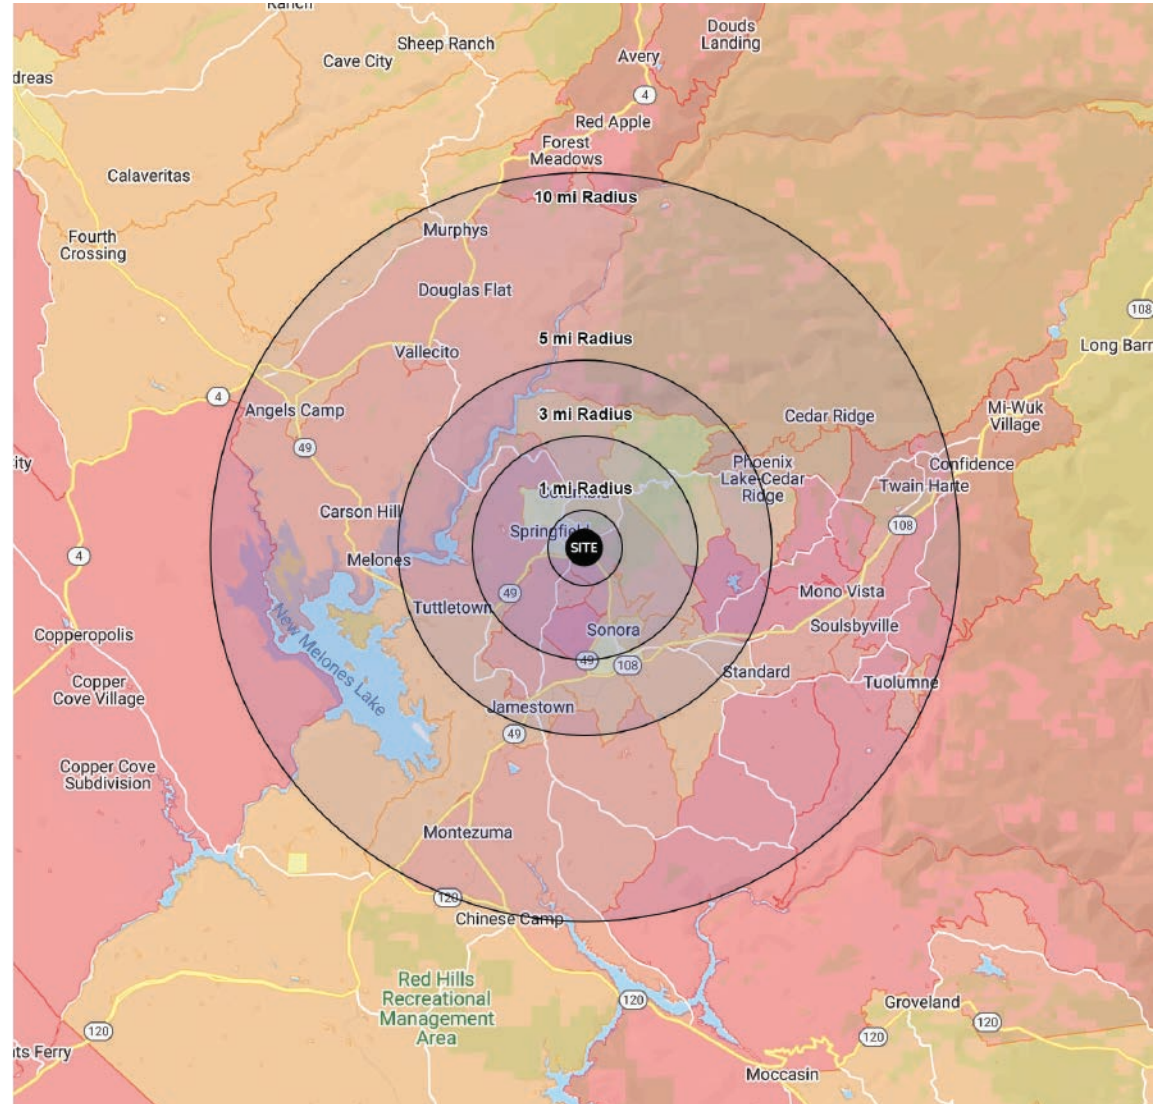 Ranch
Douds
Landing
Sheep Ranch
Avery
Cave City
dreas
4
Red Apple
Forest
Meadows
Calaveritas
10 mi Radius
Murphys
Fourth
Crossing
Douglas Flat
108
5 mi Radius
Long Barr
Vallecito
4
Angels Camp
3 mi Radius
Cedar Ridge
Mi-Wuk
Village
49
Phoenix
Lake-Cedar
Ridge
Confidence
ity
1 mi Radius
Columbia
Twain Harte
Carson Hill
Springfield
108
SITE
4
Melones
49
Tuttletown
Mono Vista
Copperopolis
New Melones Lake
Sonora
Soulsbyville
49
108
Standard
Tuolumne
Copper
Cove Village
Jamestown
49
Copper Cove
Subdivision
Montezuma
120
Chinese Camp
Red Hills
Recreational
Management
Area
120
Groveland
120
120
120
ts Ferry
Moccasin